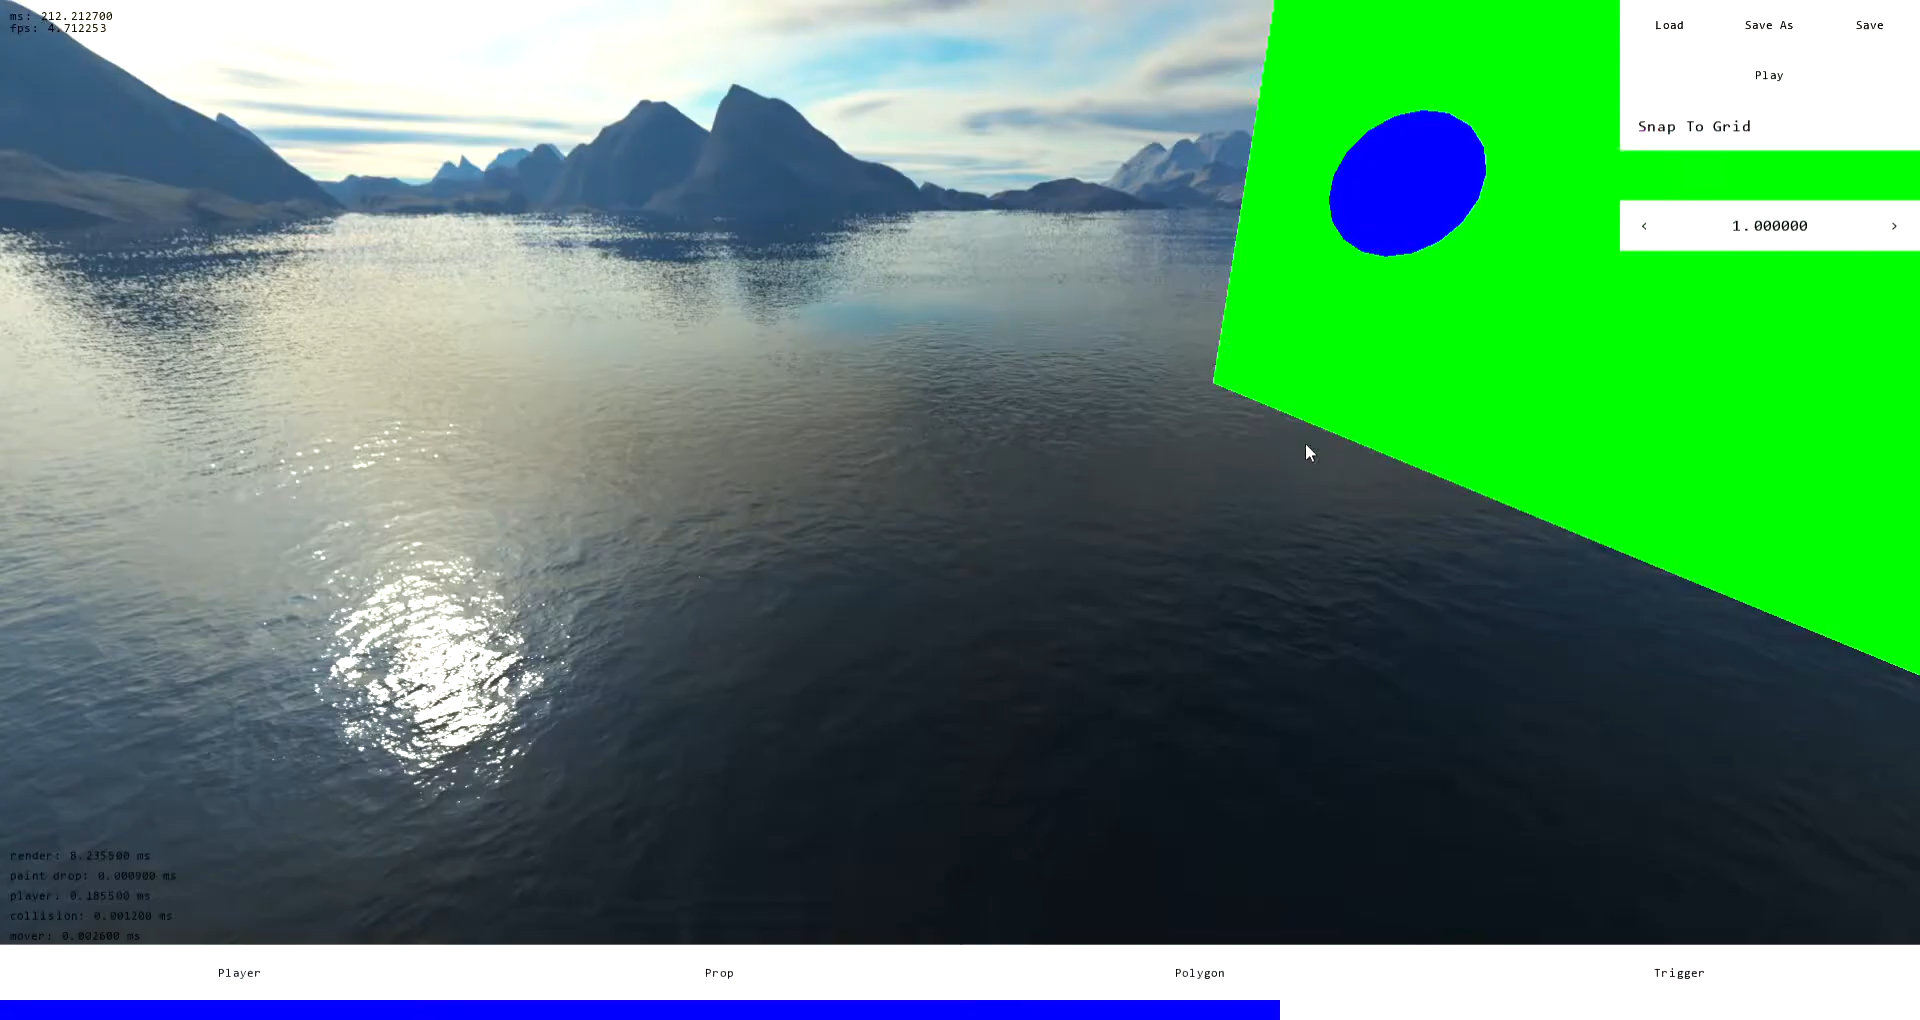 ms: 212.212700
fps: 4.712253
Load Save As Save
Play
Snap To Grid
‹ 1.000000 ›
render: 8.235900 ms
paint drop: 0.000900 ms
player: 0.185500 ms
collision: 0.001200 ms
mover: 0.002600 ms
Player Prop Polygon Trigger